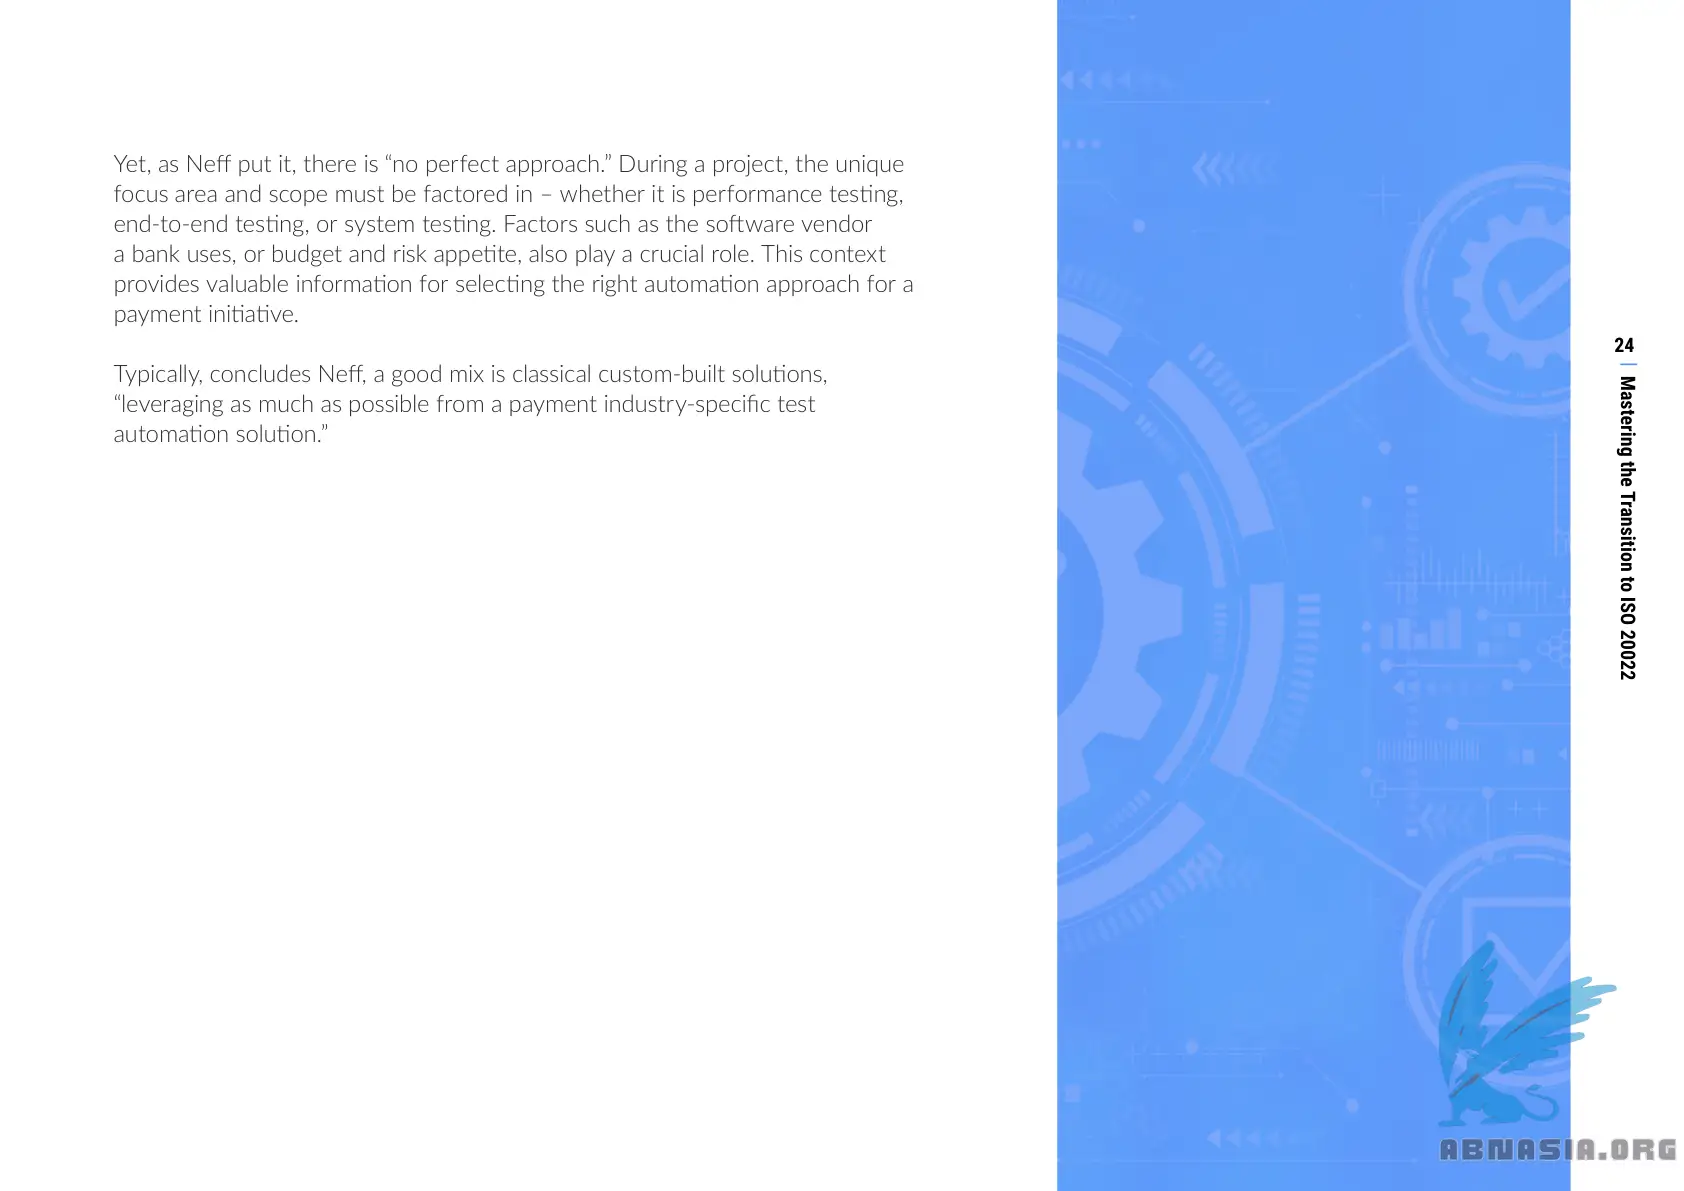 Yet, as Neff put it, there is “no perfect approach.” During a project, the unique
focus area and scope must be factored in – whether it is performance testing,
end-to-end testing, or system testing. Factors such as the software vendor
a bank uses, or budget and risk appetite, also play a crucial role. This context
provides valuable information for selecting the right automation approach for a
payment initiative.
Typically, concludes Neff, a good mix is classical custom-built solutions,
“leveraging as much as possible from a payment industry-specific test
automation solution.”
24
Mastering the Transition to ISO 20022
ABNASIA.ORG